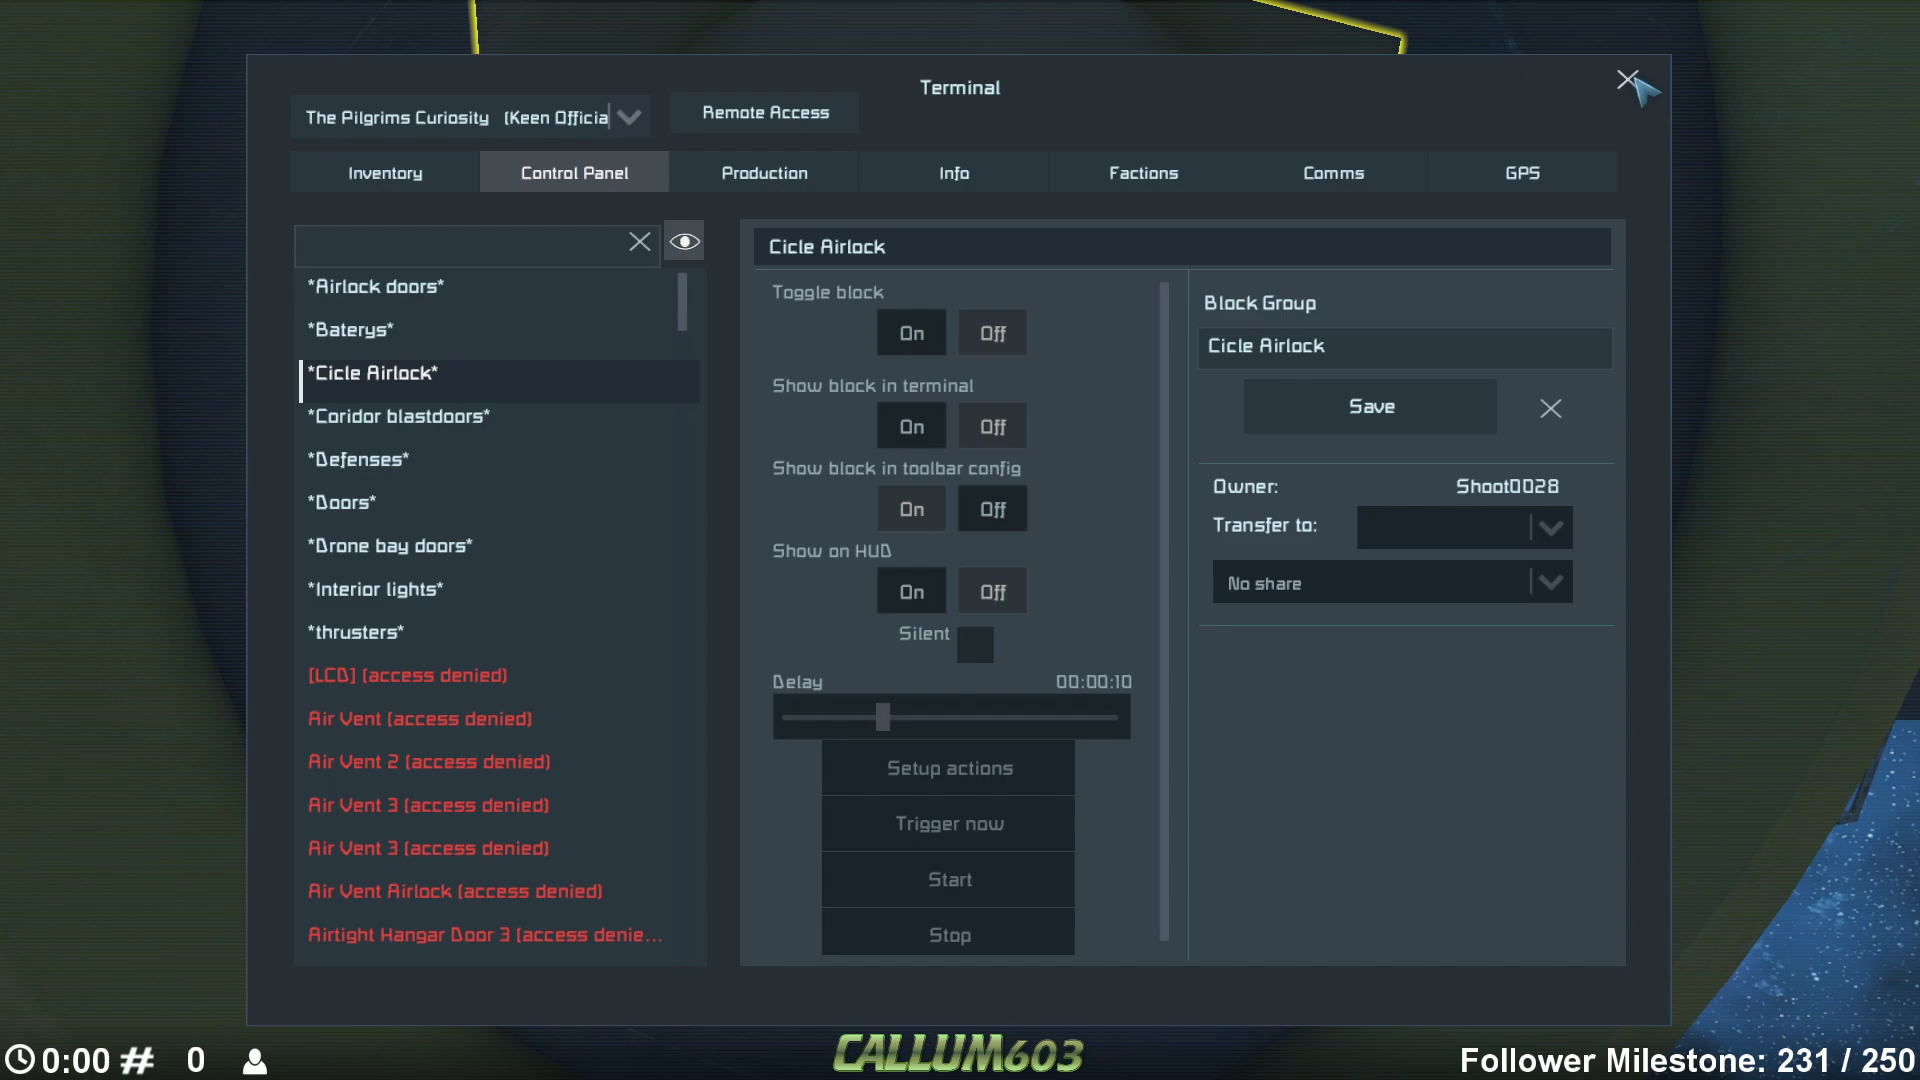 Terminal
The Pilgrims Curiosity (Keen Officia
Remote Access
Inventory
Control Panel
Production
Info
Factions
Comms
GPS
*Airlock doors*
*Baterys*
*Cicle Airlock*
*Coridor blastdoors*
*Defenses*
*Doors*
*Drone bay doors*
*Interior lights*
*thrusters*
[LCD] (access denied)
Air Vent (access denied)
Air Vent 2 (access denied)
Air Vent 3 (access denied)
Air Vent 3 (access denied)
Air Vent Airlock (access denied)
Airtight Hangar Door 3 (access denie...
Cicle Airlock
Toggle block
On Off
Show block in terminal
On Off
Show block in toolbar config
On Off
Show on HUD
On Off
Silent
Delay 00:00:10
Setup actions
Trigger now
Start
Stop
Block Group
Cicle Airlock
Save
Owner: Shoot0028
Transfer to:
No share
0:00 # 0
CALLUM603
Follower Milestone: 231 / 250